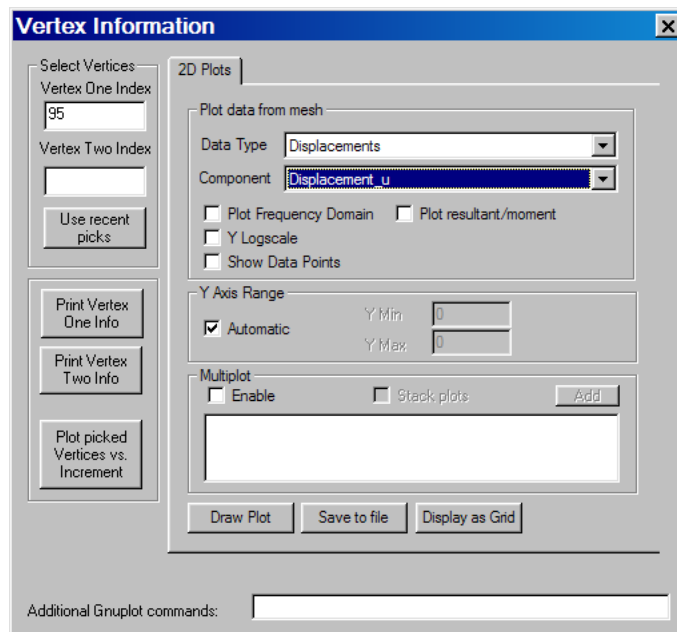 Vertex Information
Select Vertices
Vertex One Index
95
Vertex Two Index
Use recent
picks
Print Vertex
One Info
Print Vertex
Two Info
Plot picked
Vertices vs.
Increment
2D Plots
Plot data from mesh
Data Type Displacements
Component Displacement_u
Plot Frequency Domain Plot resultant/moment
Y Logscale
Show Data Points
Y Axis Range
Automatic
Y Min 0
Y Max 0
Multiplot
Enable Stack plots Add
Draw Plot Save to file Display as Grid
Additional Gnuplot commands: